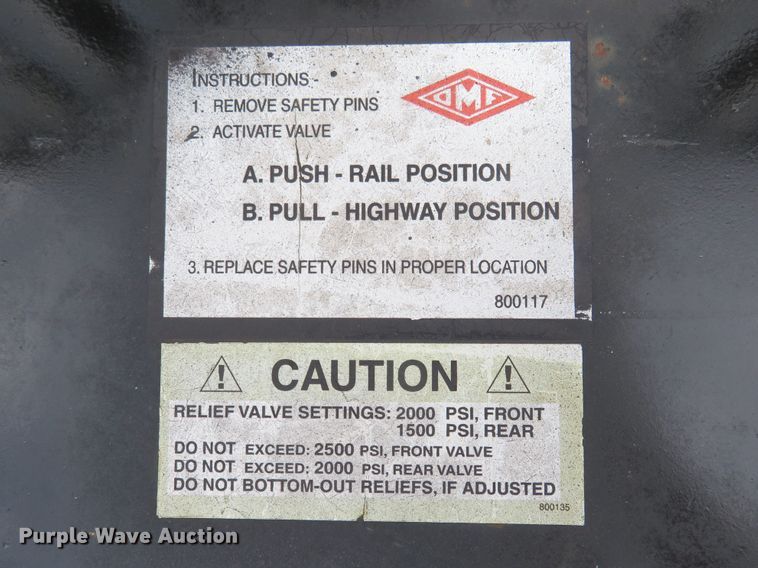 INSTRUCTIONS -
1. REMOVE SAFETY PINS
2. ACTIVATE VALVE
DMF
A. PUSH - RAIL POSITION
B. PULL - HIGHWAY POSITION
3. REPLACE SAFETY PINS IN PROPER LOCATION
800117
CAUTION
RELIEF VALVE SETTINGS: 2000 PSI, FRONT
1500 PSI, REAR
DO NOT EXCEED: 2500 PSI, FRONT VALVE
DO NOT EXCEED: 2000 PSI, REAR VALVE
DO NOT BOTTOM-OUT RELIEFS, IF ADJUSTED
800135
Purple Wave Auction